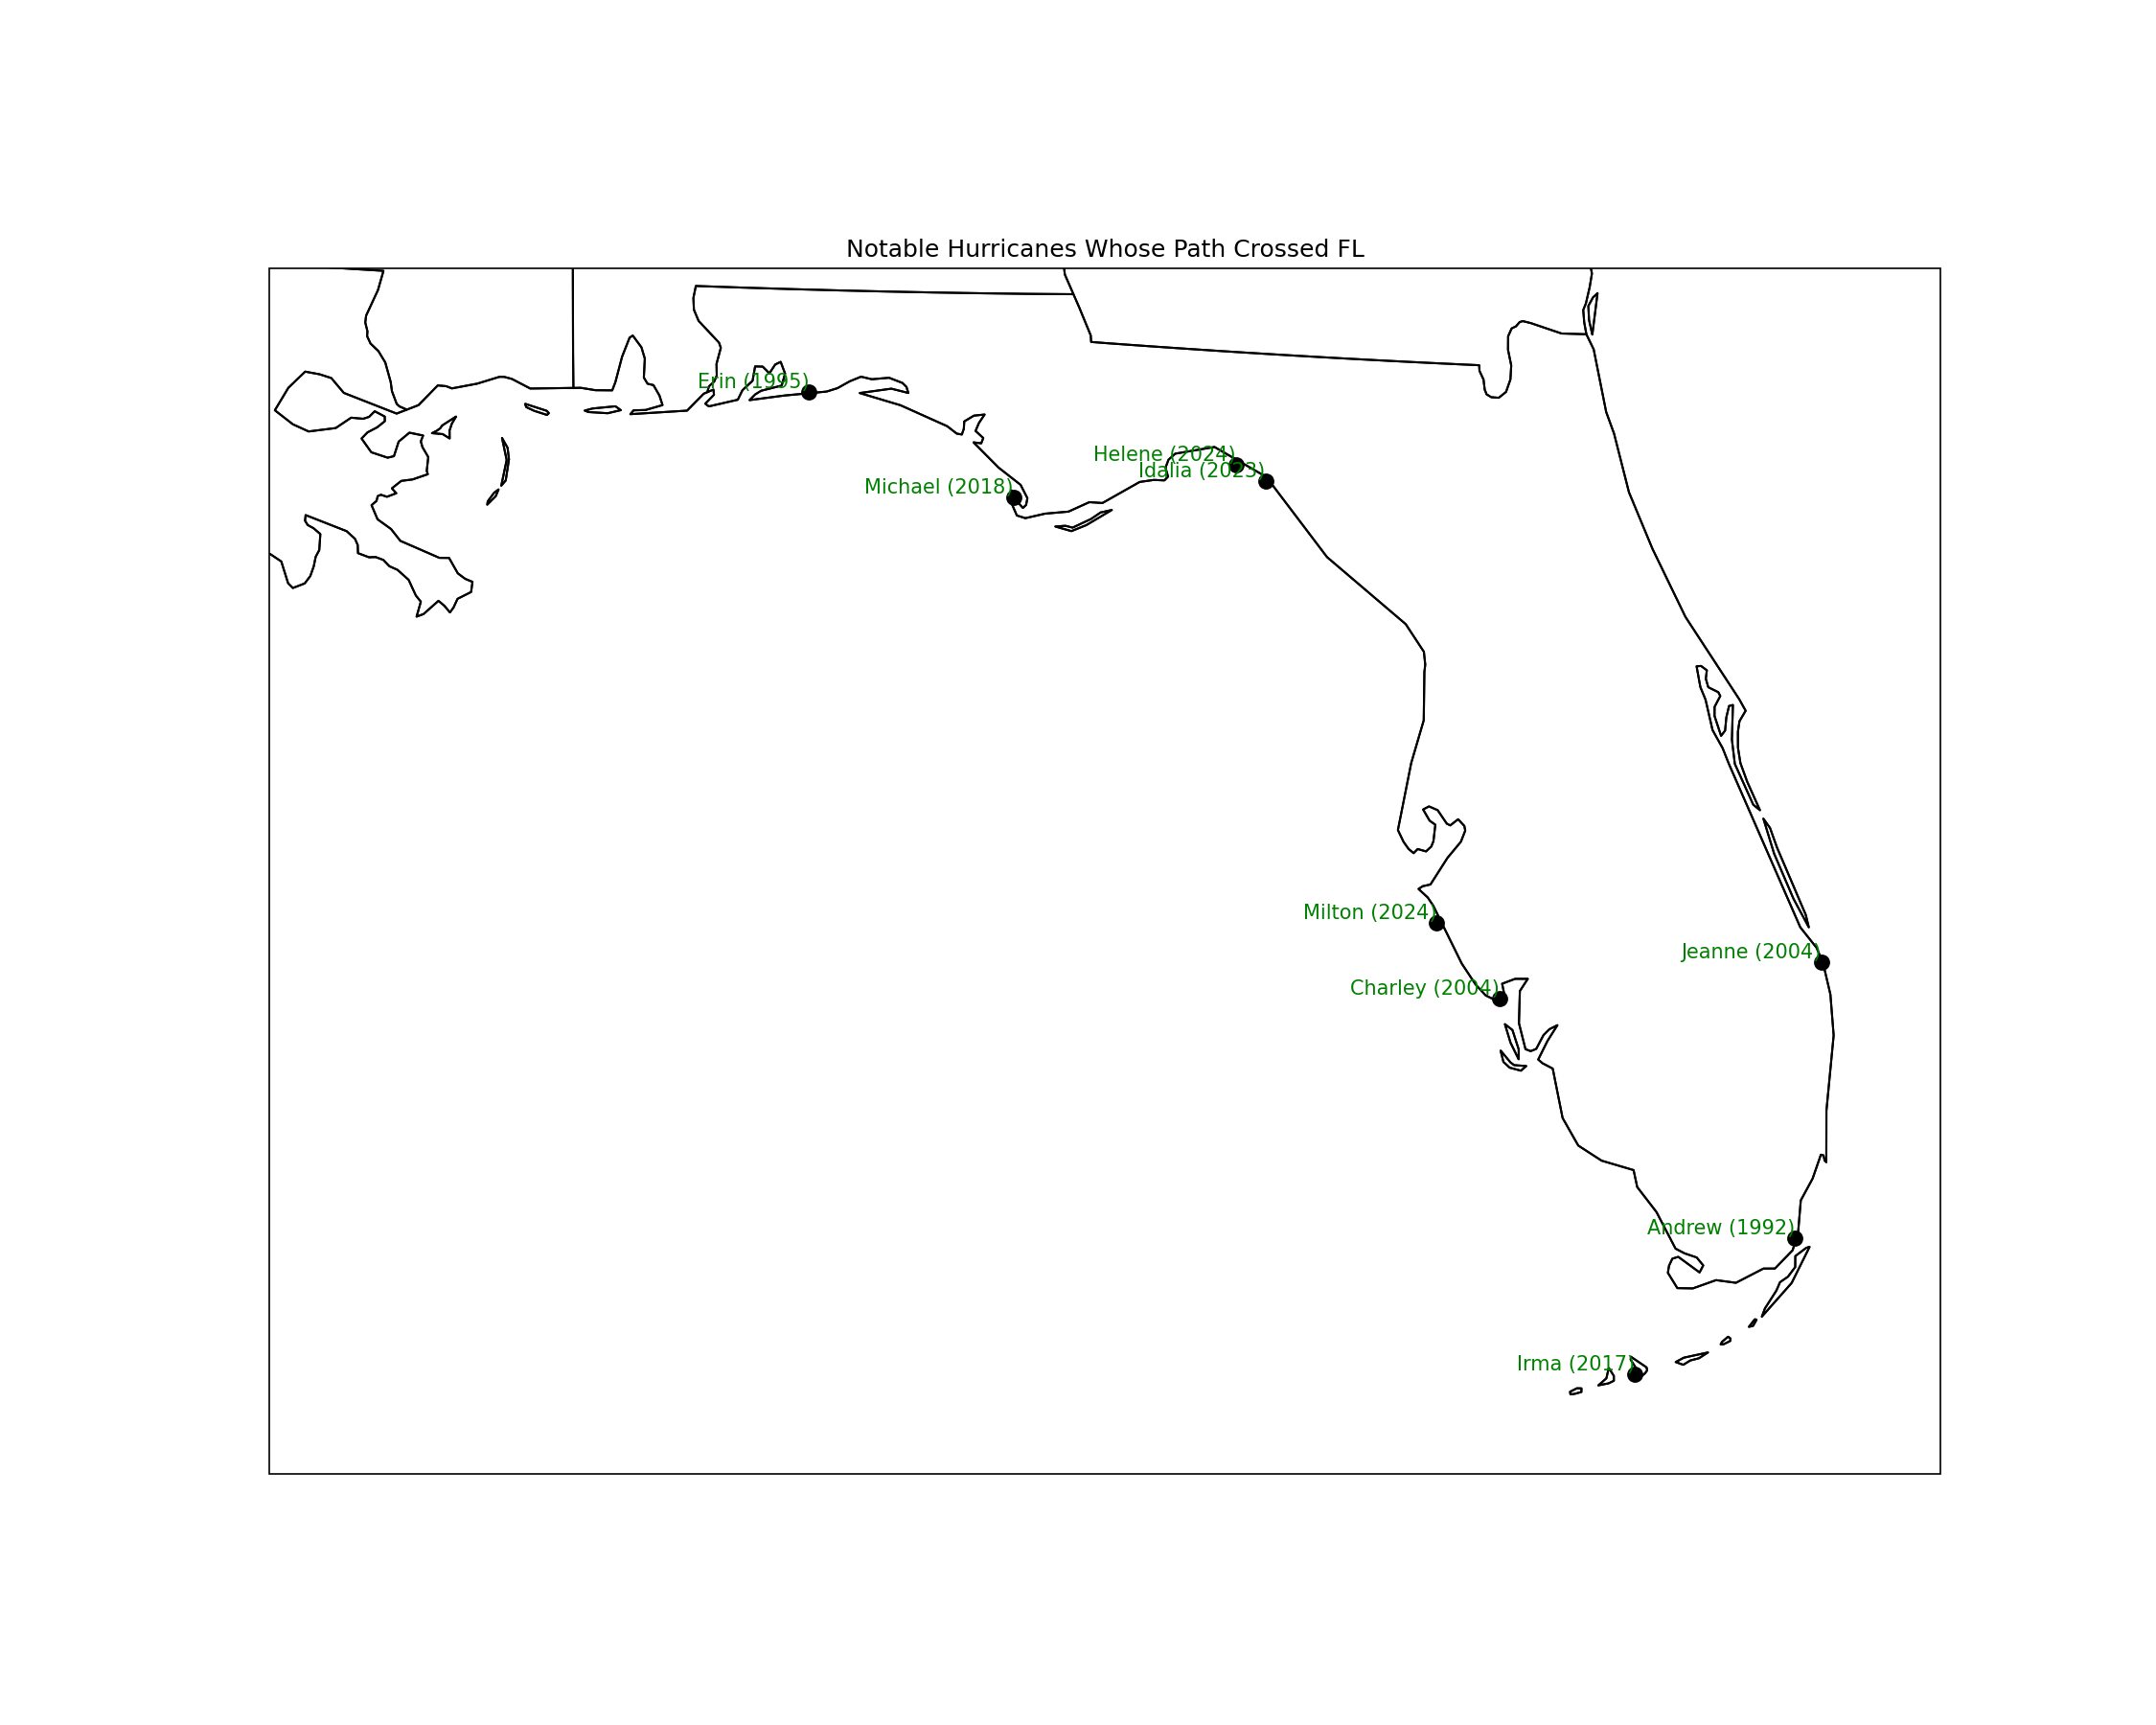 Notable Hurricanes Whose Path Crossed FL
Erin (1995)
Helene (2024)
Idalia (2023)
Michael (2018)
Milton (2024)
Jeanne (2004)
Charley (2004)
Andrew (1992)
Irma (2017)